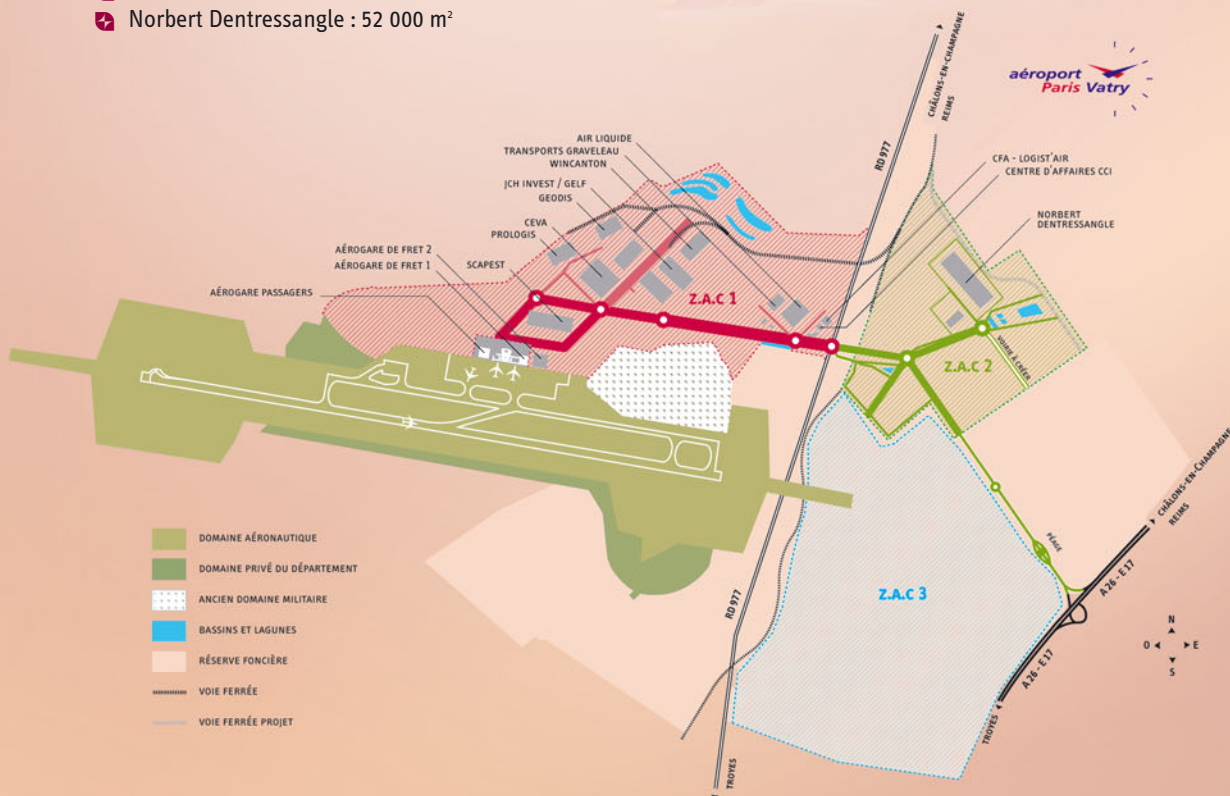 Norbert Dentressangle : 52 000 m²
CHÂLONS-EN-CHAMPAGNE
REIMS
aéroport
Paris Vatry
RD 977
AIR LIQUIDE
TRANSPORTS GRAVELEAU
WINCANTON
JCH INVEST / GELF
GEODIS
CEVA
PROLOGIS
AÉROGARE DE FRET 2
AÉROGARE DE FRET 1
SCAPEST
AÉROGARE PASSAGERS
CFA - LOGIST'AIR
CENTRE D'AFFAIRES CCI
NORBERT
DENTRESSANGLE
Z.A.C 1
Z.A.C 2
VOIRIE À CRÉER
CHÂLONS-EN-CHAMPAGNE
REIMS
PÉAGE
A 26 - E 17
Z.A.C 3
RD 977
A 26 - E 17
TROYES
TROYES
N
O
E
S
DOMAINE AÉRONAUTIQUE
DOMAINE PRIVÉ DU DÉPARTEMENT
ANCIEN DOMAINE MILITAIRE
BASSINS ET LAGUNES
RÉSERVE FONCIÈRE
VOIE FERRÉE
VOIE FERRÉE PROJET